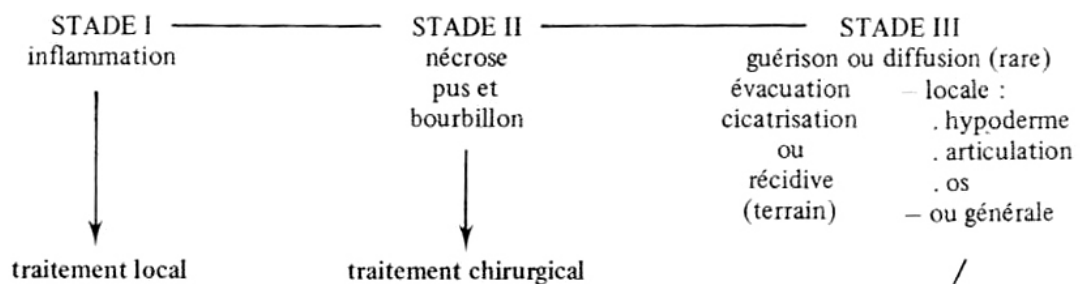 STADE I STADE II STADE III
inflammation nécrose guérison ou diffusion (rare)
pus et évacuation – locale :
bourbillon cicatrisation . hypoderme
ou . articulation
récidive . os
(terrain) – ou générale
traitement local traitement chirurgical /